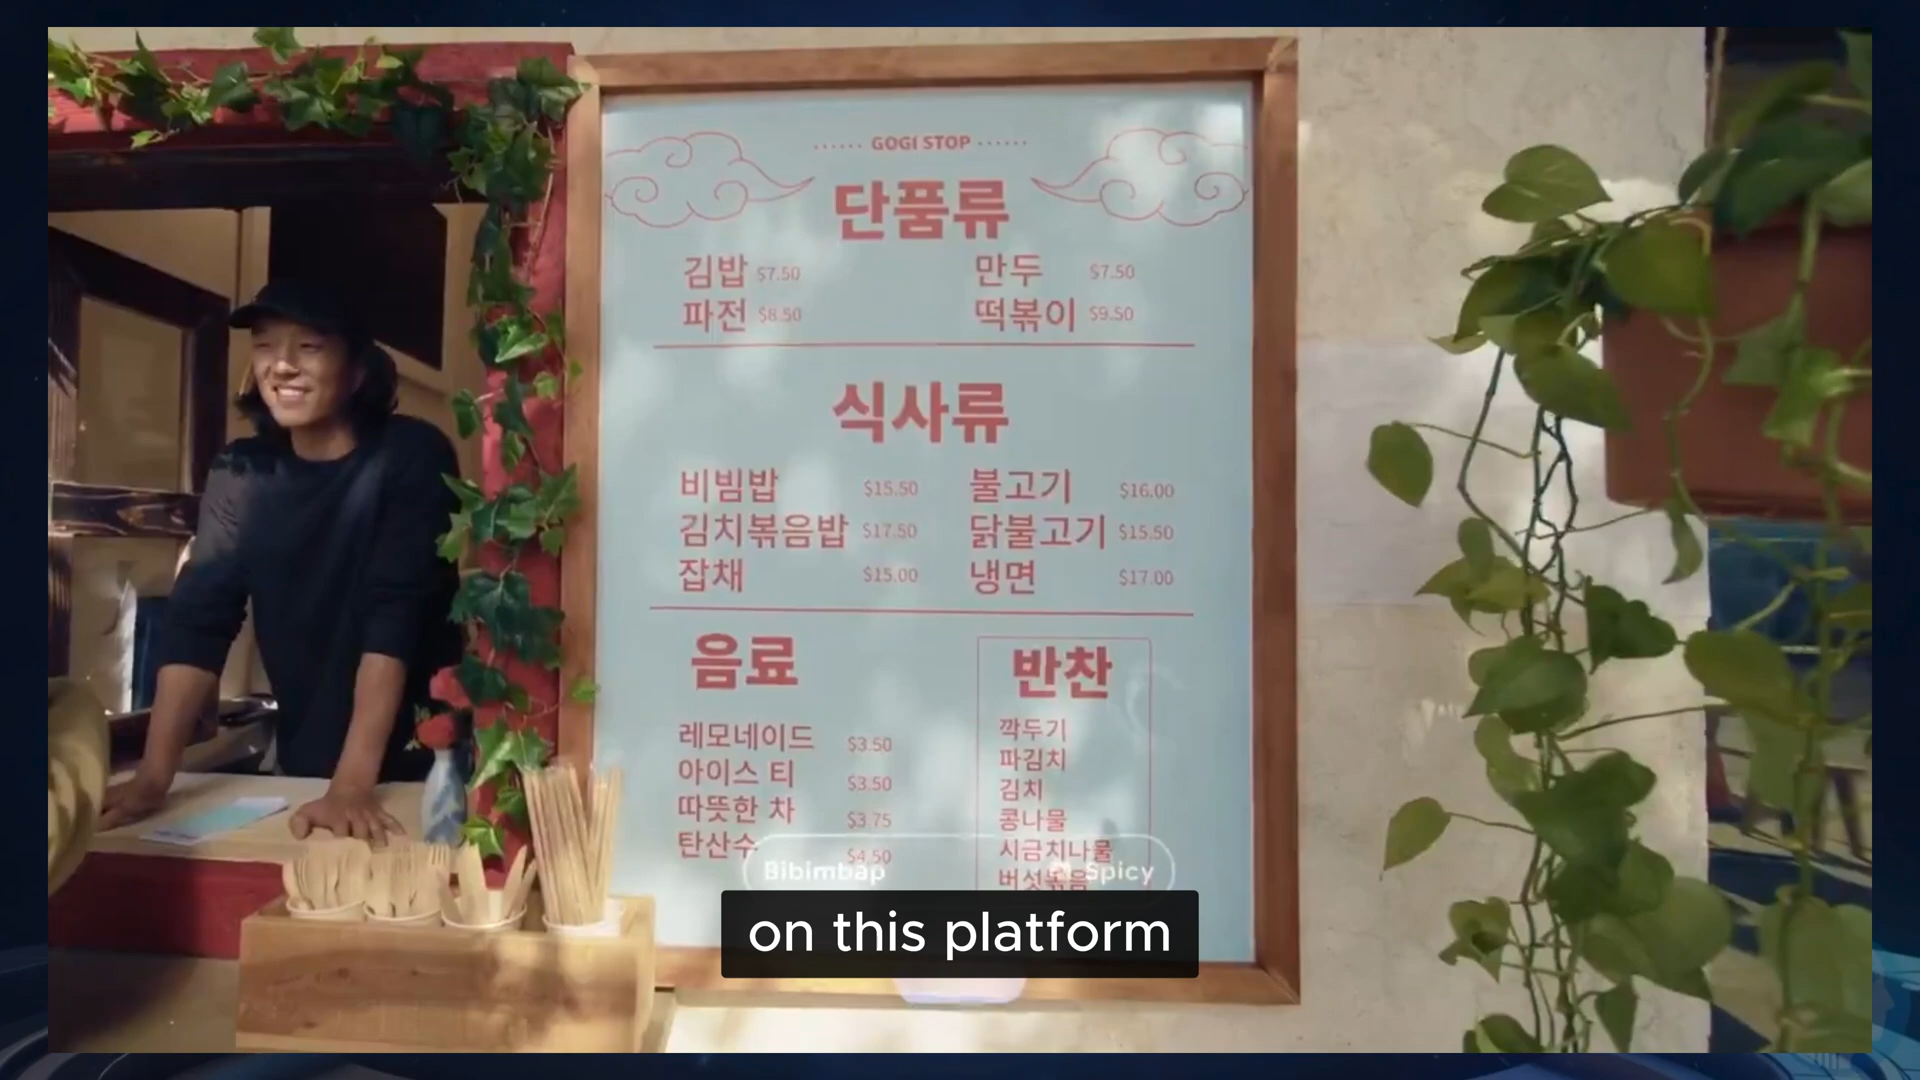 GOGI STOP
단품류
김밥 $7.50 만두 $7.50
파전 $8.50 떡볶이 $9.50
식사류
비빔밥 $15.50 불고기 $16.00
김치볶음밥 $17.50 닭불고기 $15.50
잡채 $15.00 냉면 $17.00
음료
레모네이드 $3.50
아이스 티 $3.50
따뜻한 차 $3.75
탄산수 $4.50
반찬
깍두기
파김치
김치
콩나물
시금치나물
버섯볶음
Bibimbap Spicy
on this platform